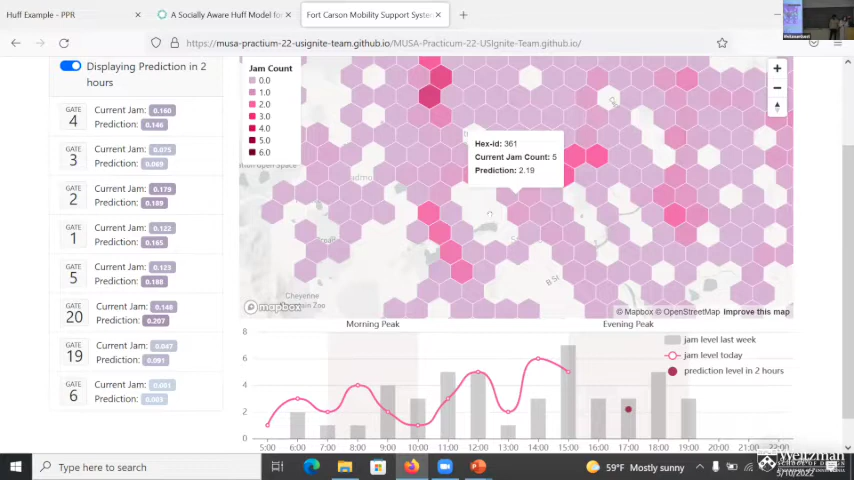 Huff Example - PPR
A Socially Aware Huff Model for
Fort Carson Mobility Support Syste
https://musa-practium-22-usignite-team.github.io/MUSA-Practicum-22-USIgnite-Team.github.io/
Displaying Prediction in 2 hours
GATE 4 Current Jam: 0.160
Prediction: 0.146
GATE 3 Current Jam: 0.075
Prediction: 0.069
GATE 2 Current Jam: 0.179
Prediction: 0.189
GATE 1 Current Jam: 0.122
Prediction: 0.165
GATE 5 Current Jam: 0.123
Prediction: 0.188
GATE 20 Current Jam: 0.148
Prediction: 0.207
GATE 19 Current Jam: 0.047
Prediction: 0.091
GATE 6 Current Jam: 0.001
Prediction: 0.003
Jam Count
0.0
1.0
2.0
3.0
4.0
5.0
6.0
Hex-id: 361
Current Jam Count: 5
Prediction: 2.19
B St
Cheyenne
mapbox
© Mapbox © OpenStreetMap Improve this map
Morning Peak
Evening Peak
jam level last week
jam level today
prediction level in 2 hours
8
6
4
2
0
5:00 6:00 7:00 8:00 9:00 10:00 11:00 12:00 13:00 14:00 15:00 16:00 17:00 18:00 19:00 20:00 21:00 22:00
Type here to search
59°F Mostly sunny
Weitzman
SCHOOL OF DESIGN
5/10/2022